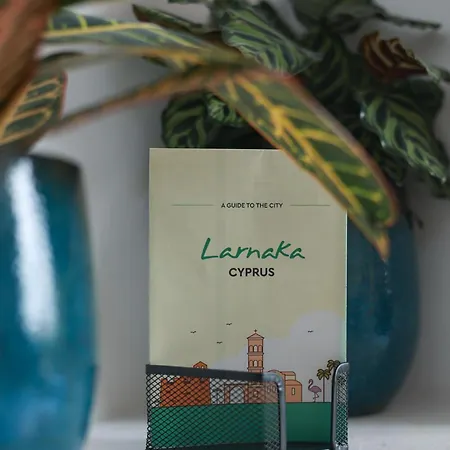 A GUIDE TO THE CITY
Larnaka
CYPRUS